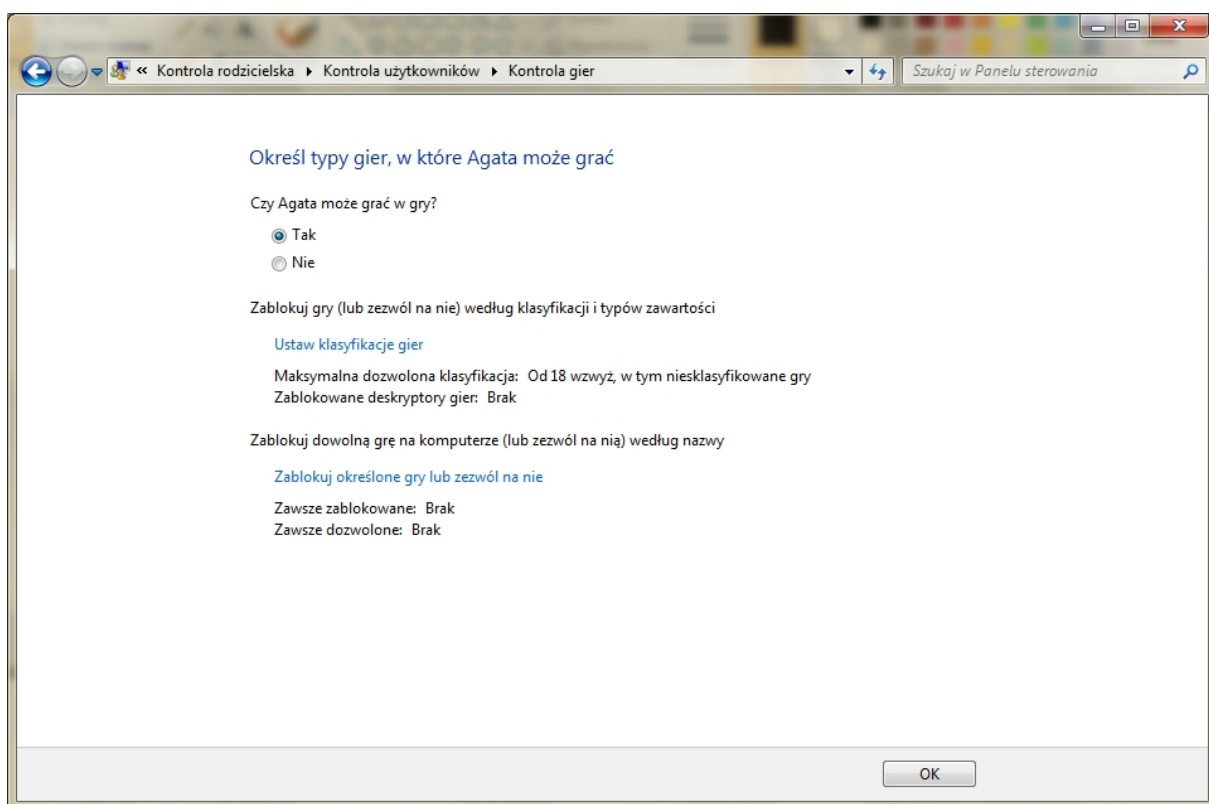 « Kontrola rodzicielska ▸ Kontrola użytkowników ▸ Kontrola gier
Szukaj w Panelu sterowania
Określ typy gier, w które Agata może grać
Czy Agata może grać w gry?
Tak
Nie
Zablokuj gry (lub zezwól na nie) według klasyfikacji i typów zawartości
Ustaw klasyfikacje gier
Maksymalna dozwolona klasyfikacja: Od 18 wzwyż, w tym niesklasyfikowane gry
Zablokowane deskryptory gier: Brak
Zablokuj dowolną grę na komputerze (lub zezwól na nią) według nazwy
Zablokuj określone gry lub zezwól na nie
Zawsze zablokowane: Brak
Zawsze dozwolone: Brak
OK